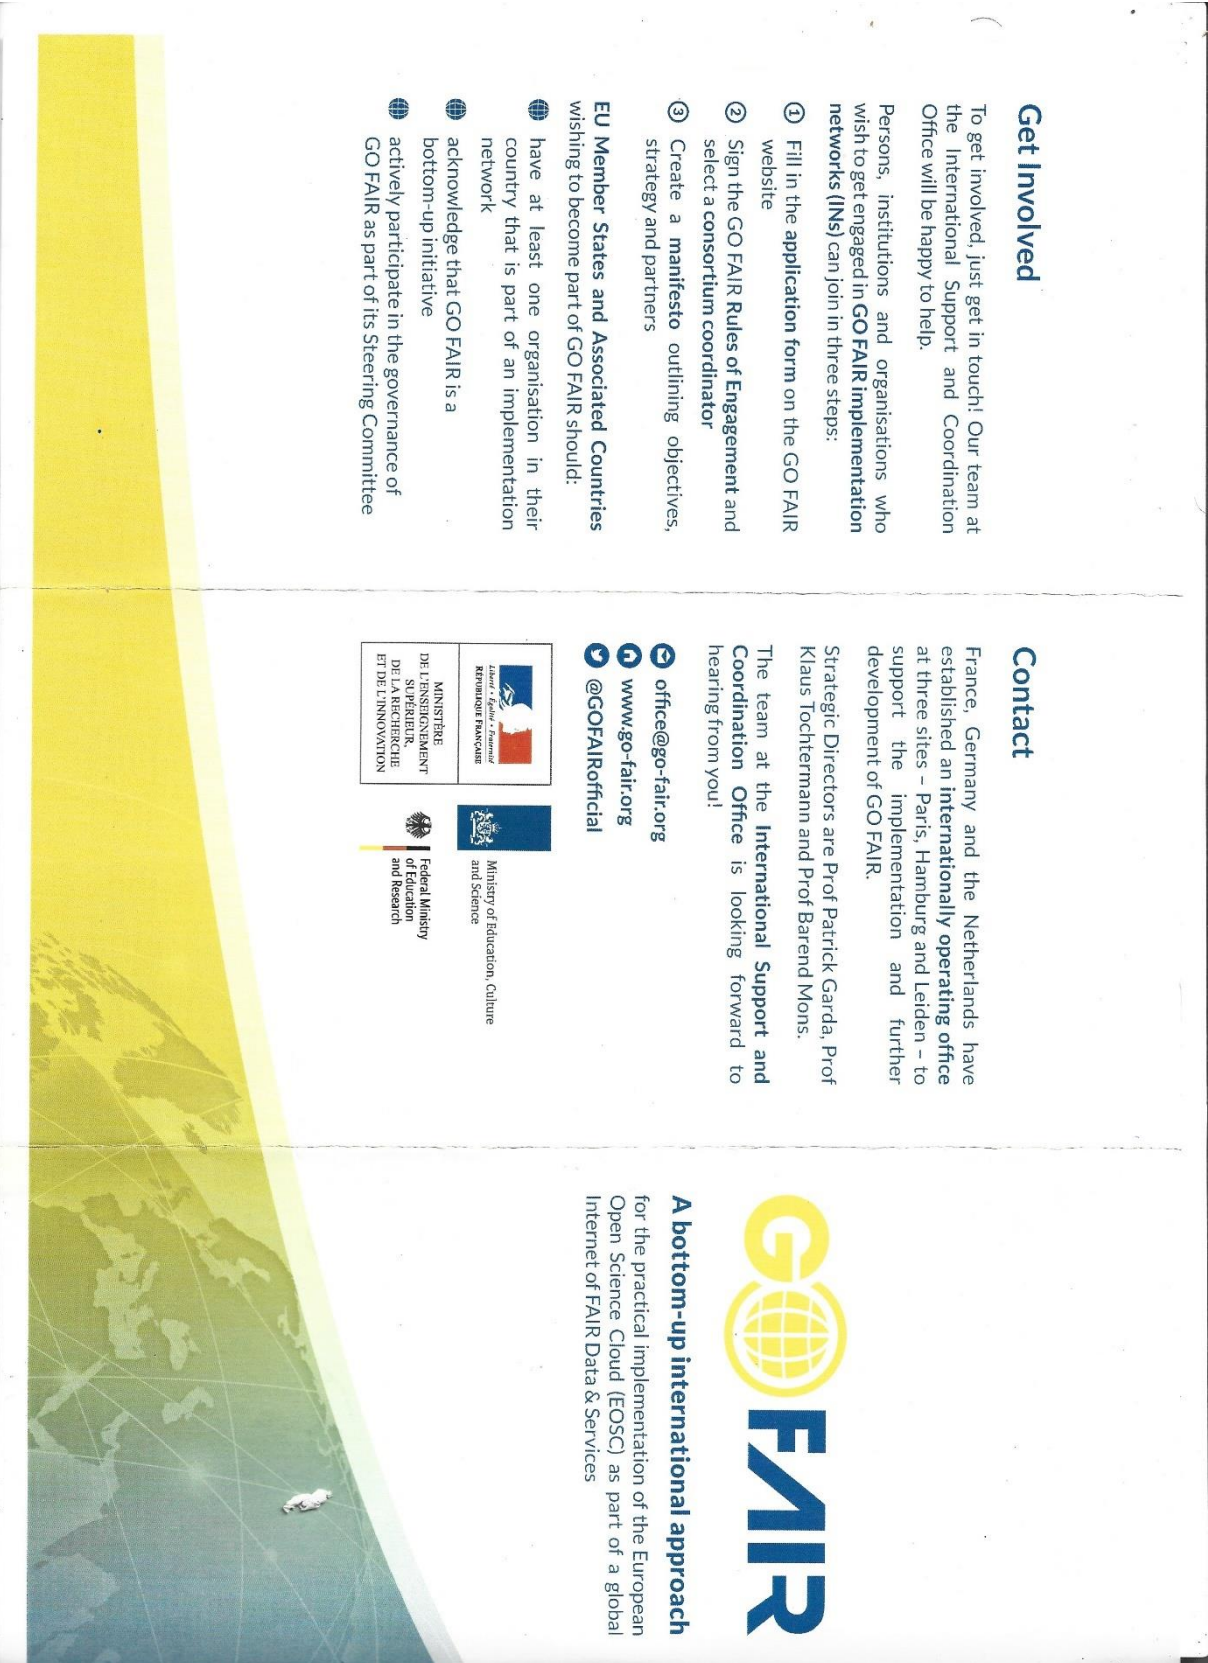 Get Involved
To get involved, just get in touch! Our team at
the International Support and Coordination
Office will be happy to help.
Persons, institutions and organisations who
wish to get engaged in GO FAIR implementation
networks (INs) can join in three steps:
1 Fill in the application form on the GO FAIR
website
2 Sign the GO FAIR Rules of Engagement and
select a consortium coordinator
3 Create a manifesto outlining objectives,
strategy and partners
EU Member States and Associated Countries
wishing to become part of GO FAIR should:
have at least one organisation in their
country that is part of an implementation
network
acknowledge that GO FAIR is a
bottom-up initiative
actively participate in the governance of
GO FAIR as part of its Steering Committee
Contact
France, Germany and the Netherlands have
established an internationally operating office
at three sites – Paris, Hamburg and Leiden – to
support the implementation and further
development of GO FAIR.
Strategic Directors are Prof Patrick Garda, Prof
Klaus Tochtermann and Prof Barend Mons.
The team at the International Support and
Coordination Office is looking forward to
hearing from you!
office@go-fair.org
www.go-fair.org
@GOFAIRofficial
Liberté • Égalité • Fraternité
RÉPUBLIQUE FRANÇAISE
MINISTÈRE
DE L'ENSEIGNEMENT
SUPÉRIEUR,
DE LA RECHERCHE
ET DE L'INNOVATION
Ministry of Education, Culture
and Science
Federal Ministry
of Education
and Research
GO FAIR
A bottom-up international approach
for the practical implementation of the European
Open Science Cloud (EOSC) as part of a global
Internet of FAIR Data & Services